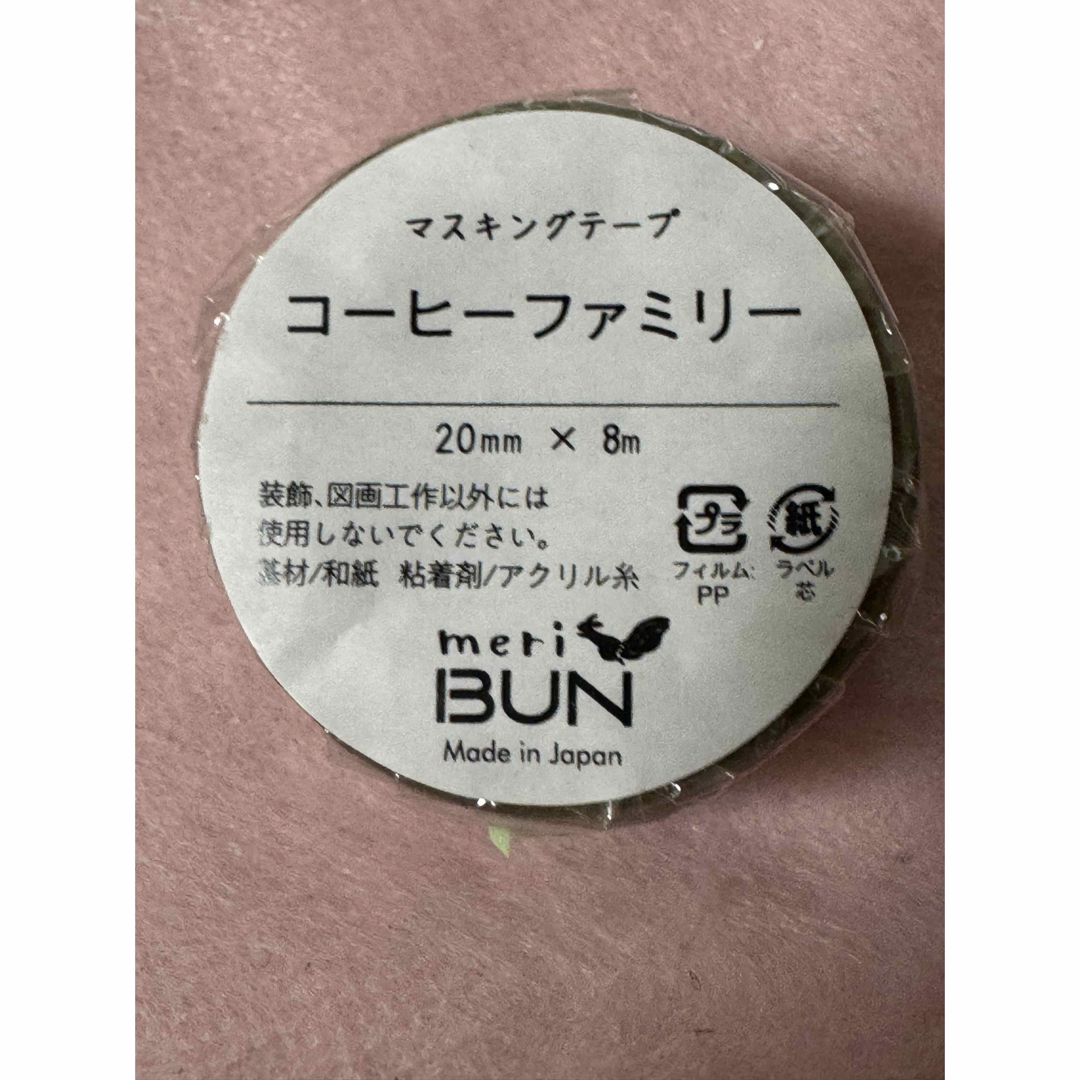 マスキングテープ
コーヒーファミリー
20mm × 8m
装飾、図画工作以外には
使用しないでください。
基材/和紙 粘着剤/アクリル糸
プラ
紙
フィルム:
PP
ラベル
芯
meri
BUN
Made in Japan